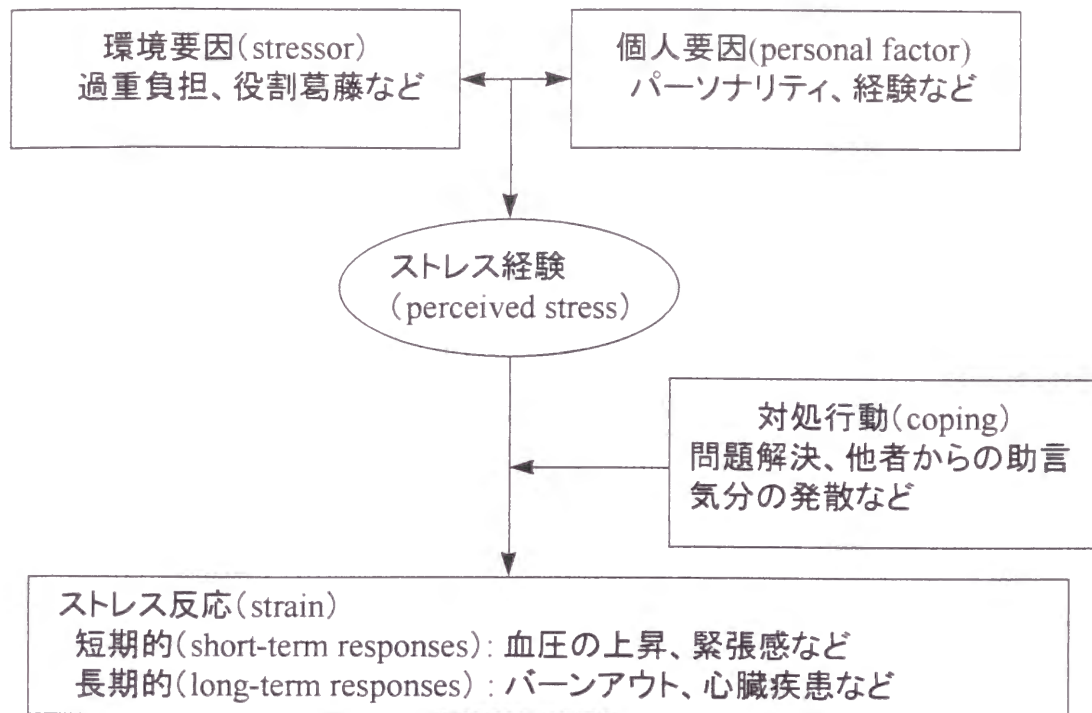 環境要因(stressor)
過重負担、役割葛藤など
個人要因(personal factor)
パーソナリティ、経験など
ストレス経験
(perceived stress)
対処行動(coping)
問題解決、他者からの助言
気分の発散など
ストレス反応(strain)
短期的(short-term responses): 血圧の上昇、緊張感など
長期的(long-term responses) : バーンアウト、心臓疾患など